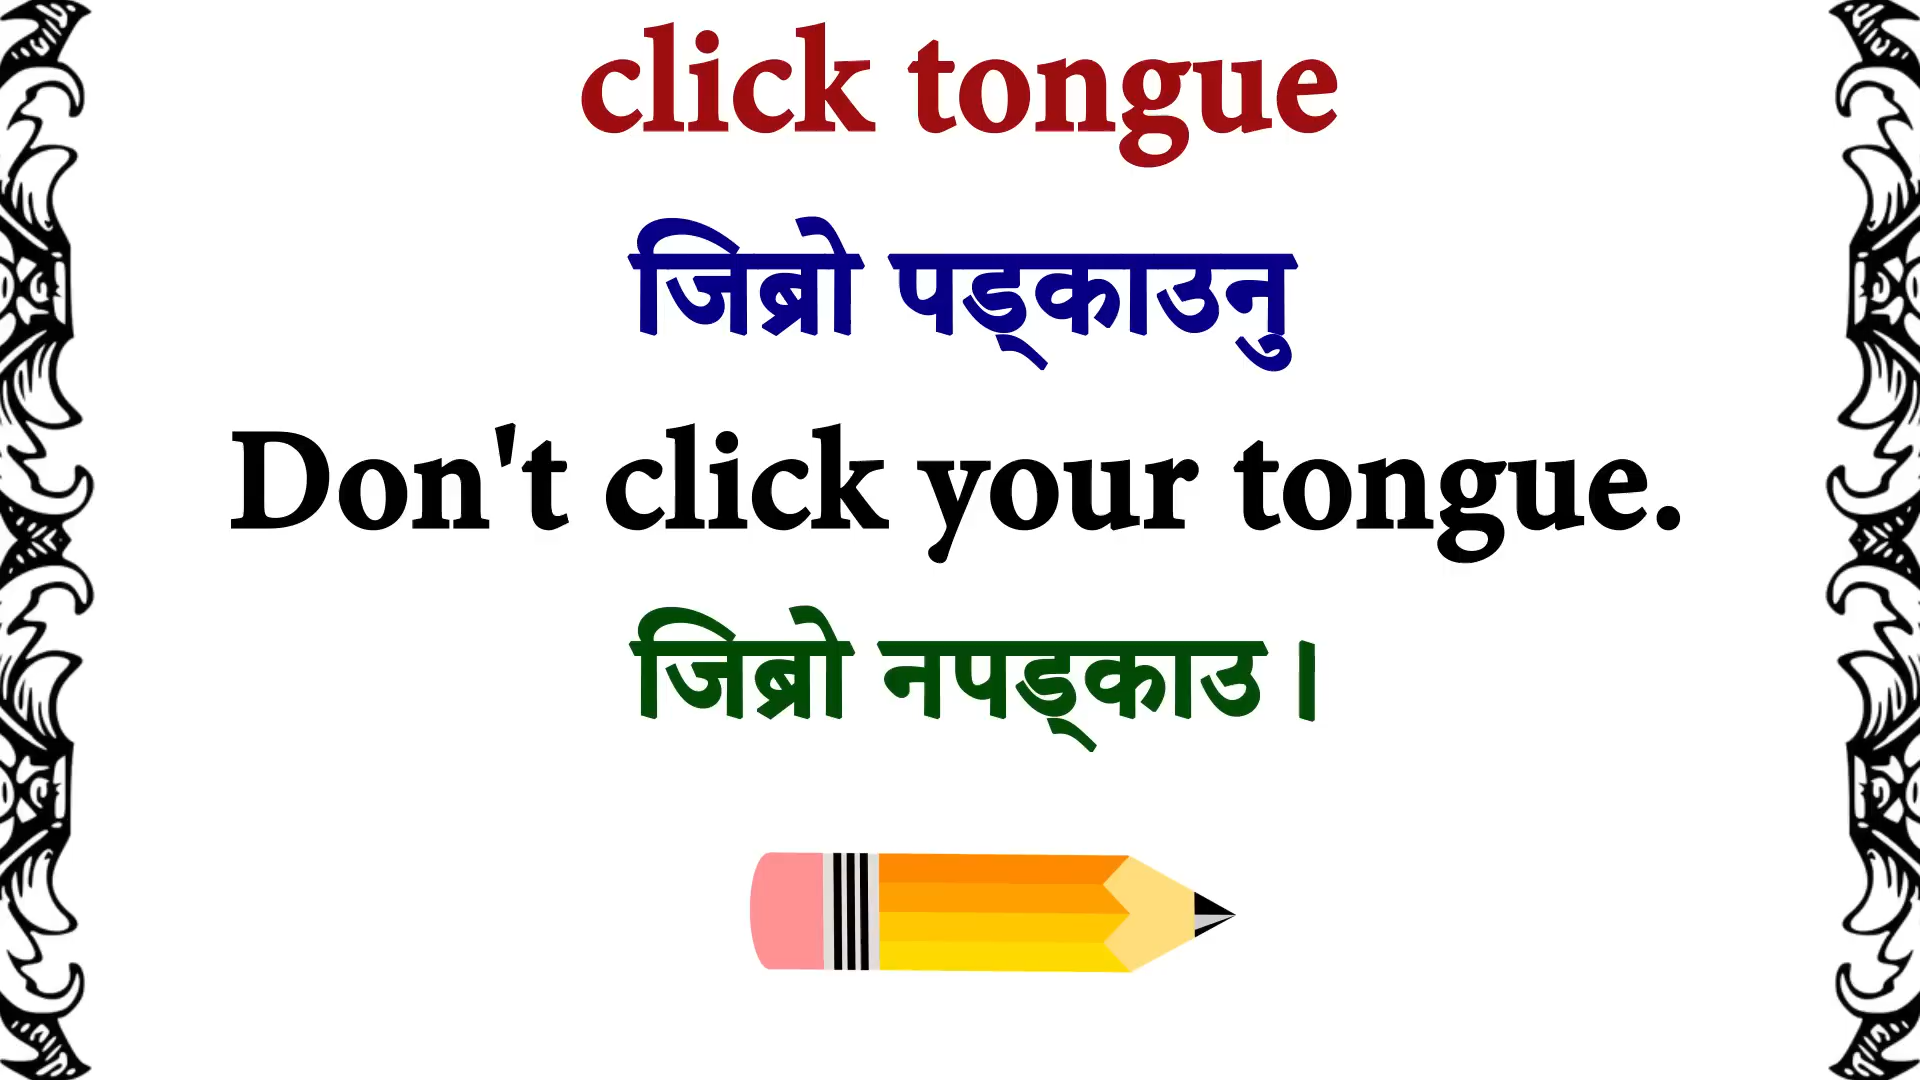 click tongue
जिब्रो पड्काउनु
Don't click your tongue.
जिब्रो नपड्काउ ।